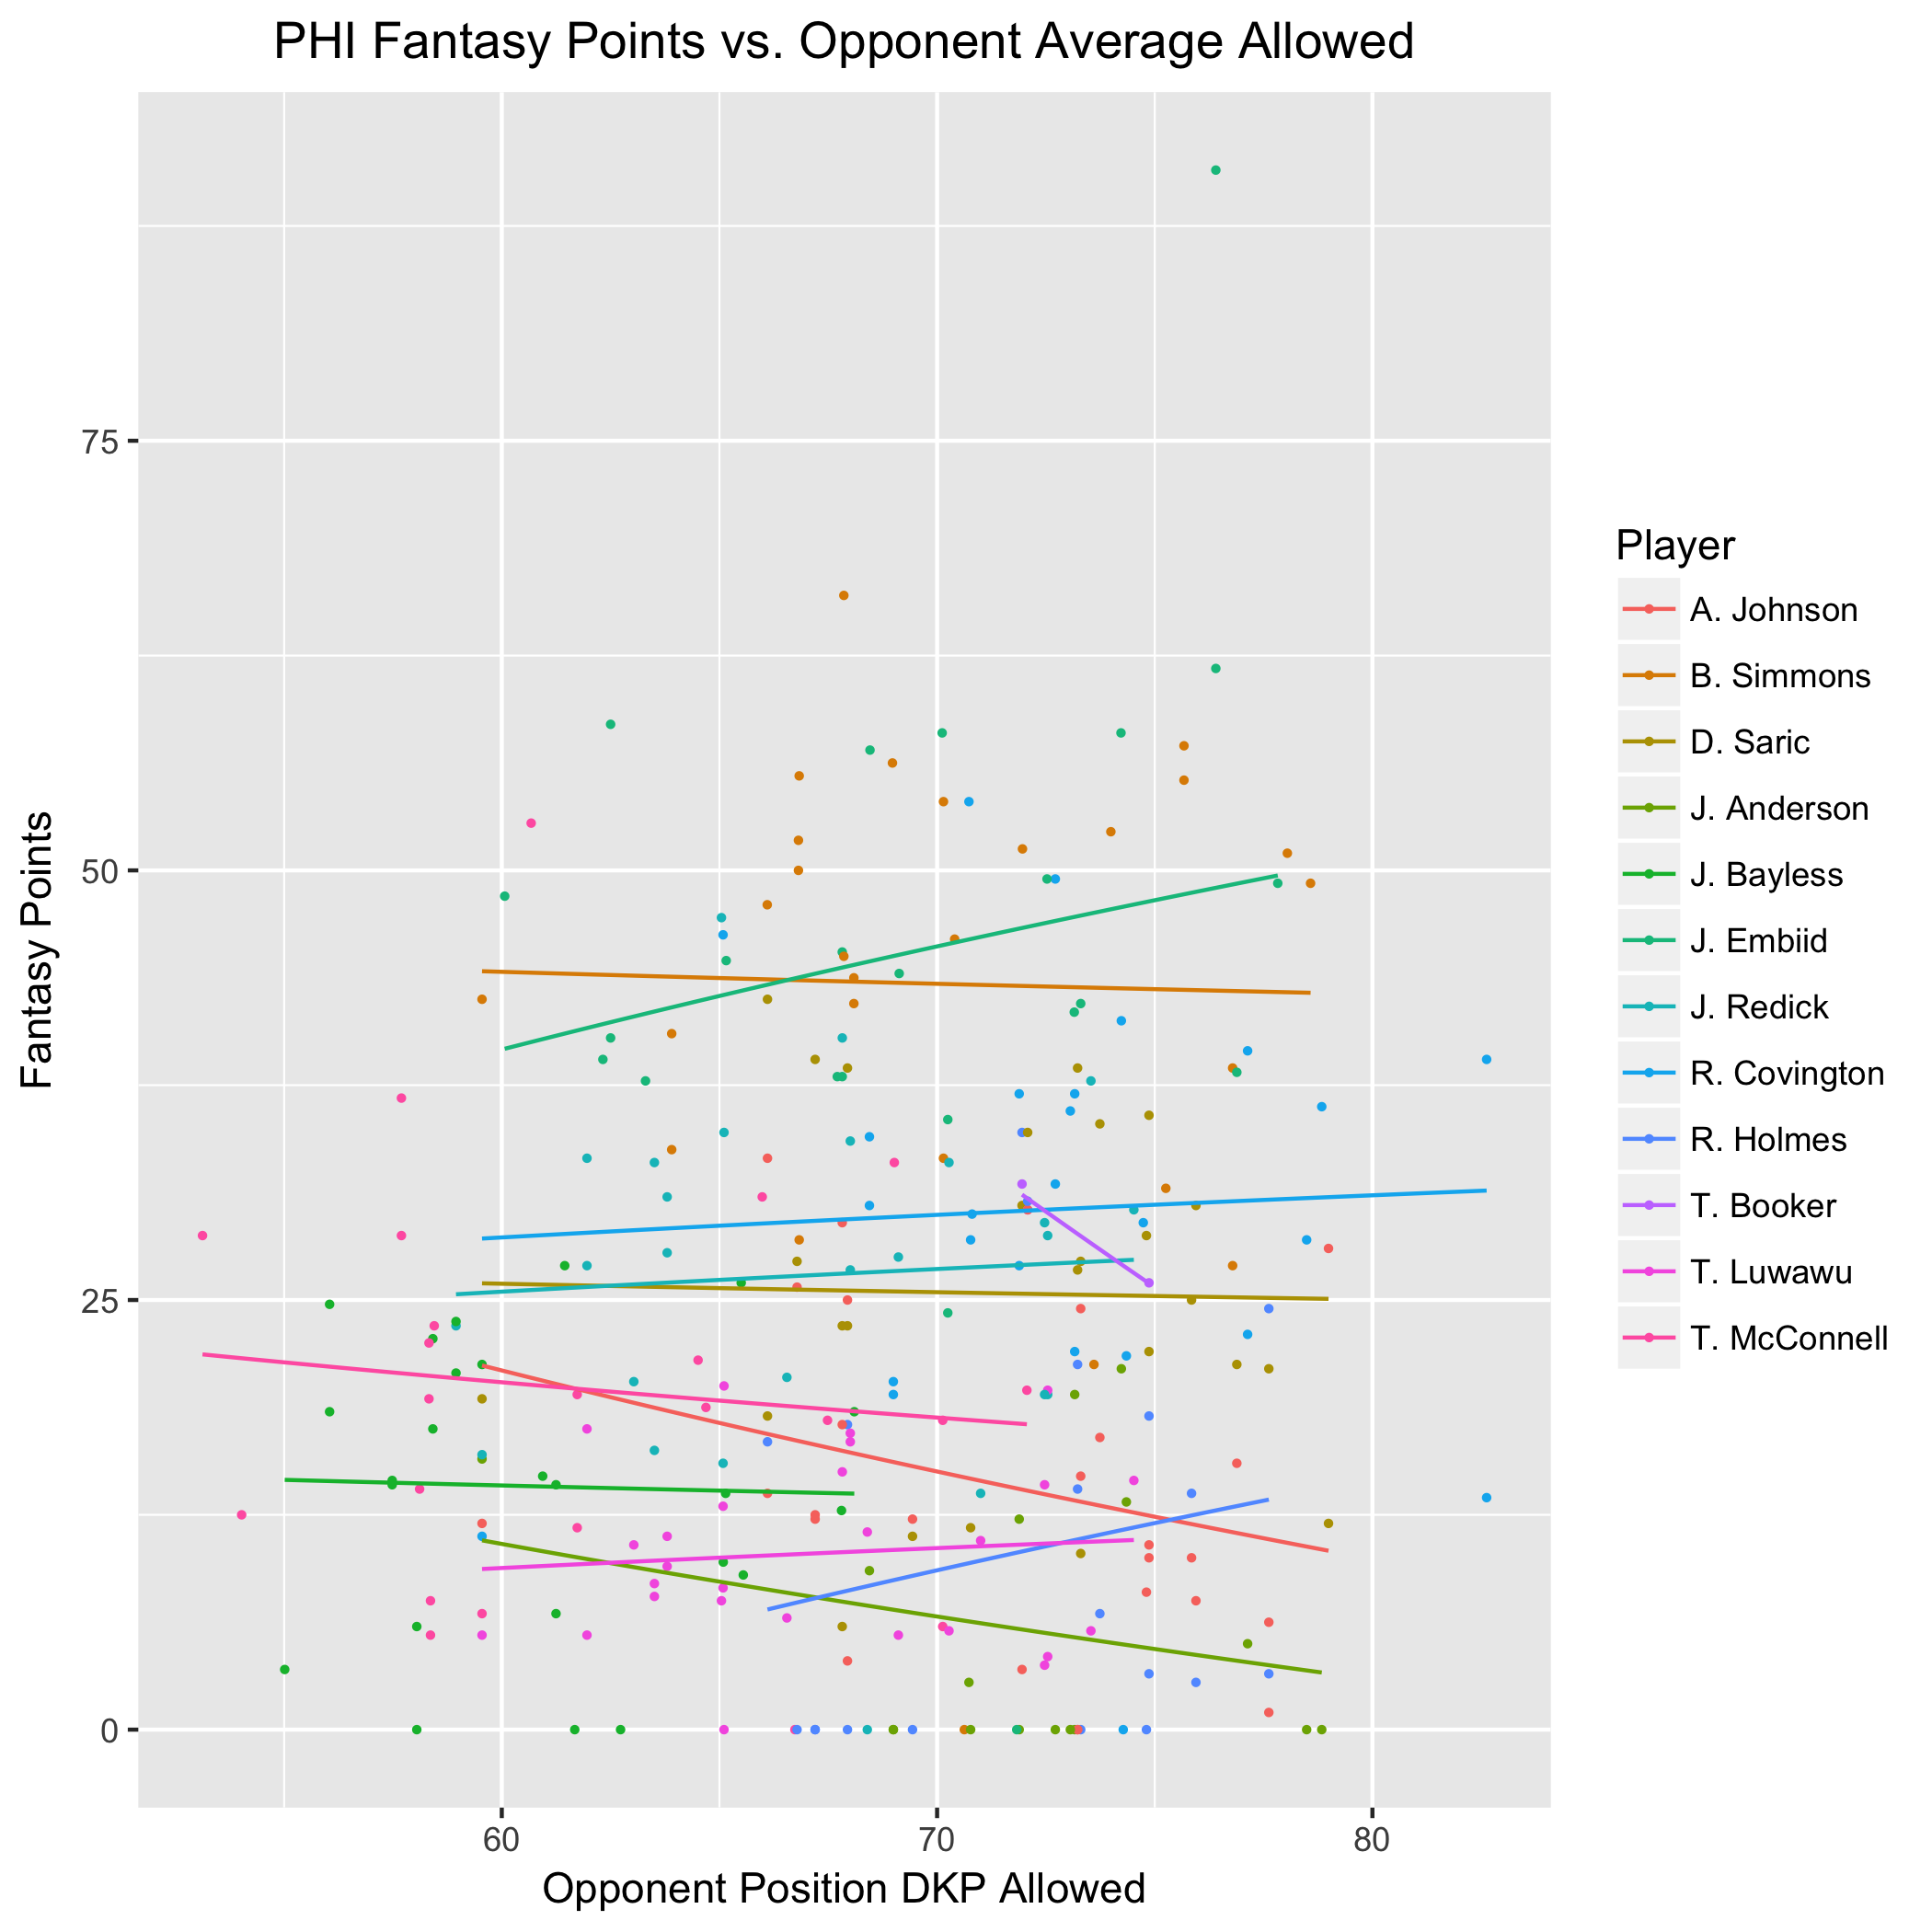 PHI Fantasy Points vs. Opponent Average Allowed
75
50
25
0
Fantasy Points
60 70 80
Opponent Position DKP Allowed
Player
A. Johnson
B. Simmons
D. Saric
J. Anderson
J. Bayless
J. Embiid
J. Redick
R. Covington
R. Holmes
T. Booker
T. Luwawu
T. McConnell